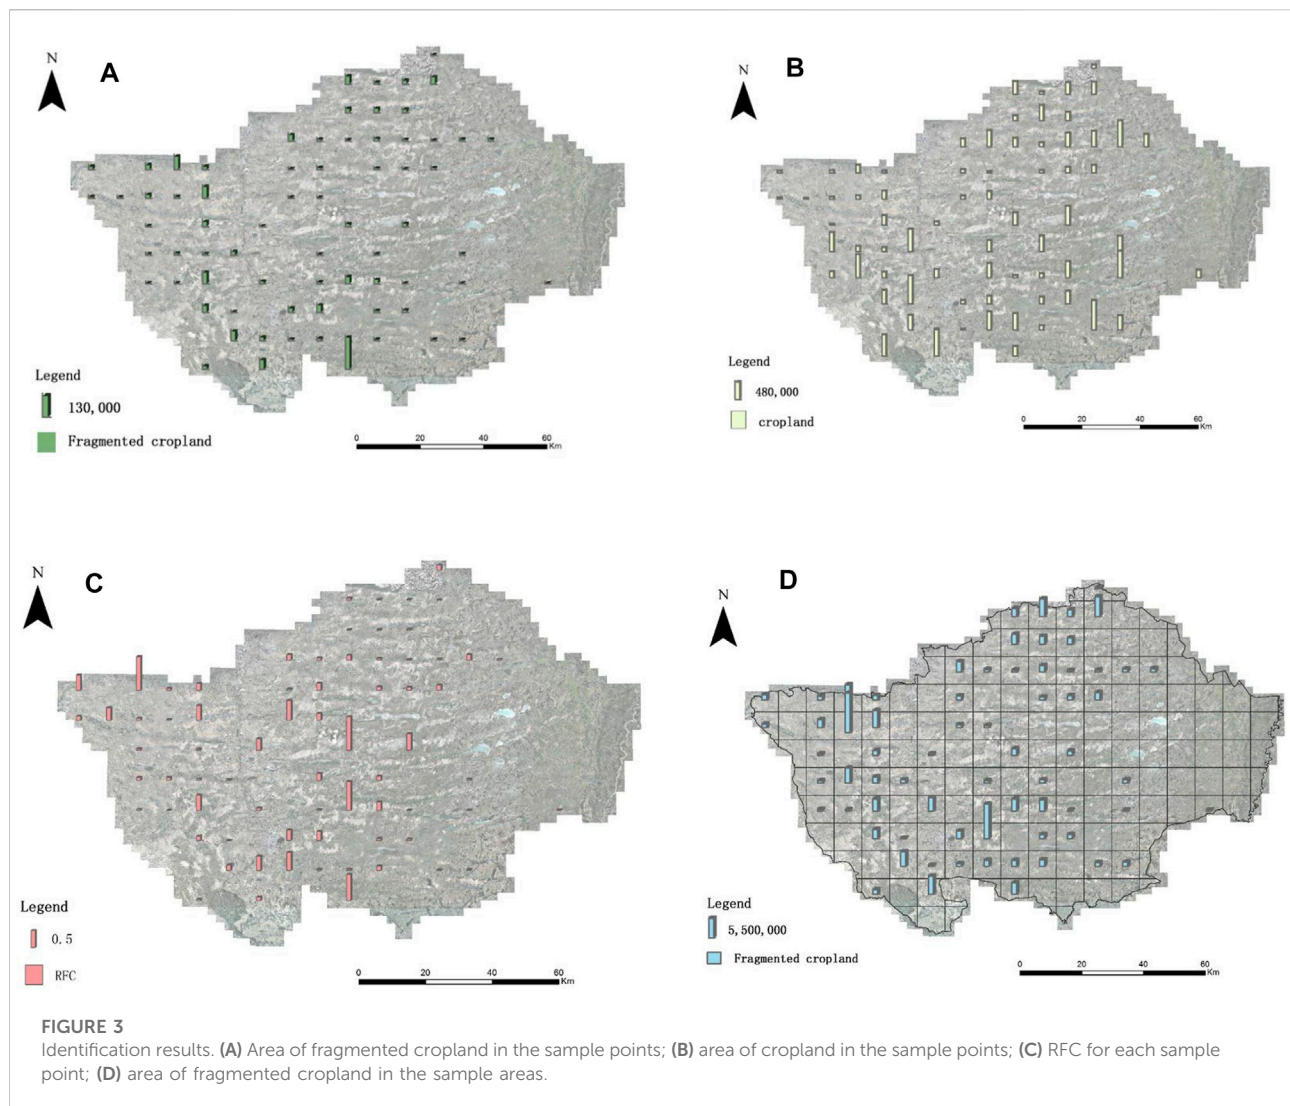 N
A
Legend
130,000
Fragmented cropland
0 20 40 60
Km
N
B
Legend
480,000
cropland
0 20 40 60
Km
N
C
Legend
0.5
RFC
0 20 40 60
Km
N
D
Legend
5,500,000
Fragmented cropland
0 20 40 60
Km
FIGURE 3
Identification results. (A) Area of fragmented cropland in the sample points; (B) area of cropland in the sample points; (C) RFC for each sample
point; (D) area of fragmented cropland in the sample areas.